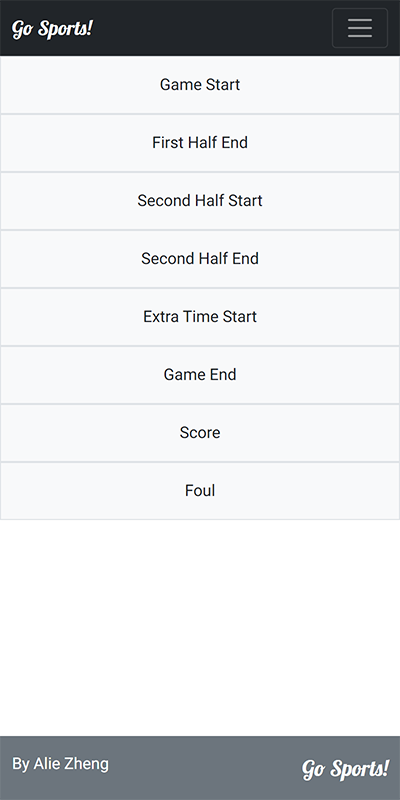 Go Sports!
Game Start
First Half End
Second Half Start
Second Half End
Extra Time Start
Game End
Score
Foul
By Alie Zheng
Go Sports!